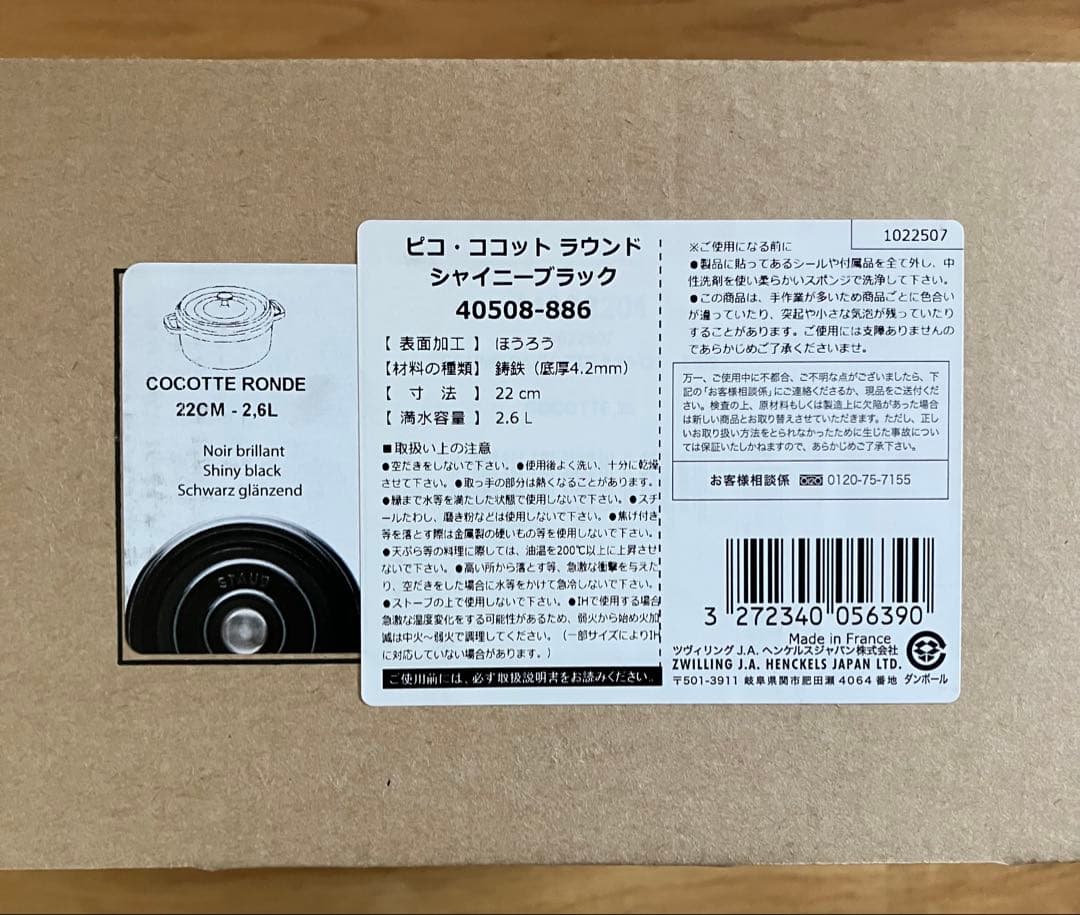 COCOTTE RONDE
22CM - 2,6L
Noir brillant
Shiny black
Schwarz glänzend
STAUB
ピコ・ココット ラウンド
シャイニーブラック
40508-886
【 表面加工 】 ほうろう
【材料の種類】 鋳鉄（底厚4.2mm）
【 寸 法 】 22 cm
【 満水容量 】 2.6 L
■取扱い上の注意
●空だきをしないで下さい。●使用後よく洗い、十分に乾燥
させて下さい。●取っ手の部分は熱くなることがあります。
●縁まで水等を満たした状態で使用しないで下さい。●スチ
ールたわし、磨き粉などは使用しないで下さい。●焦げ付き
等を落とす際は金属製の硬いもの等を使用しないで下さい。
●天ぷら等の料理に際しては、油温を200℃以上に上昇させ
ないで下さい。●高い所から落とす等、急激な衝撃を与えた
り、空だきをした場合に水等をかけて急冷しないで下さい。
●ストーブの上で使用しないで下さい。●IHで使用する場合
急激な温度変化をする可能性があるため、弱火から始め火加
減は中火～弱火で調理してください。（一部サイズによりIH
に対応していない場合があります。）
ご使用前には、必ず取扱説明書をお読みください。
1022507
※ご使用になる前に
●製品に貼ってあるシールや付属品を全て外し、中
性洗剤を使い柔らかいスポンジで洗浄して下さい。
●この商品は、手作業が多いため商品ごとに色合い
が違っていたり、突起や小さな気泡が残っていたり
することがあります。ご使用には支障ありませんの
であらかじめご了承くださいませ。
万一、ご使用中に不都合、ご不明な点がございましたら、下
記の「お客様相談係」にご連絡くださるか、現品をご送付くだ
さい。検査の上、原材料もしくは製造上に欠陥があった場合
は新しい商品とお取り替えさせていただきます。ただし、正し
いお取り扱い方法をとられなかったために生じた事故につい
ては保証いたしかねますので、あらかじめご了承下さい。
お客様相談係 0120-75-7155
3 272340 056390
Made in France
ツヴィリング J.A. ヘンケルスジャパン株式会社
ZWILLING J.A. HENCKELS JAPAN LTD.
〒501-3911 岐阜県関市肥田瀬 4064 番地
ダンボール